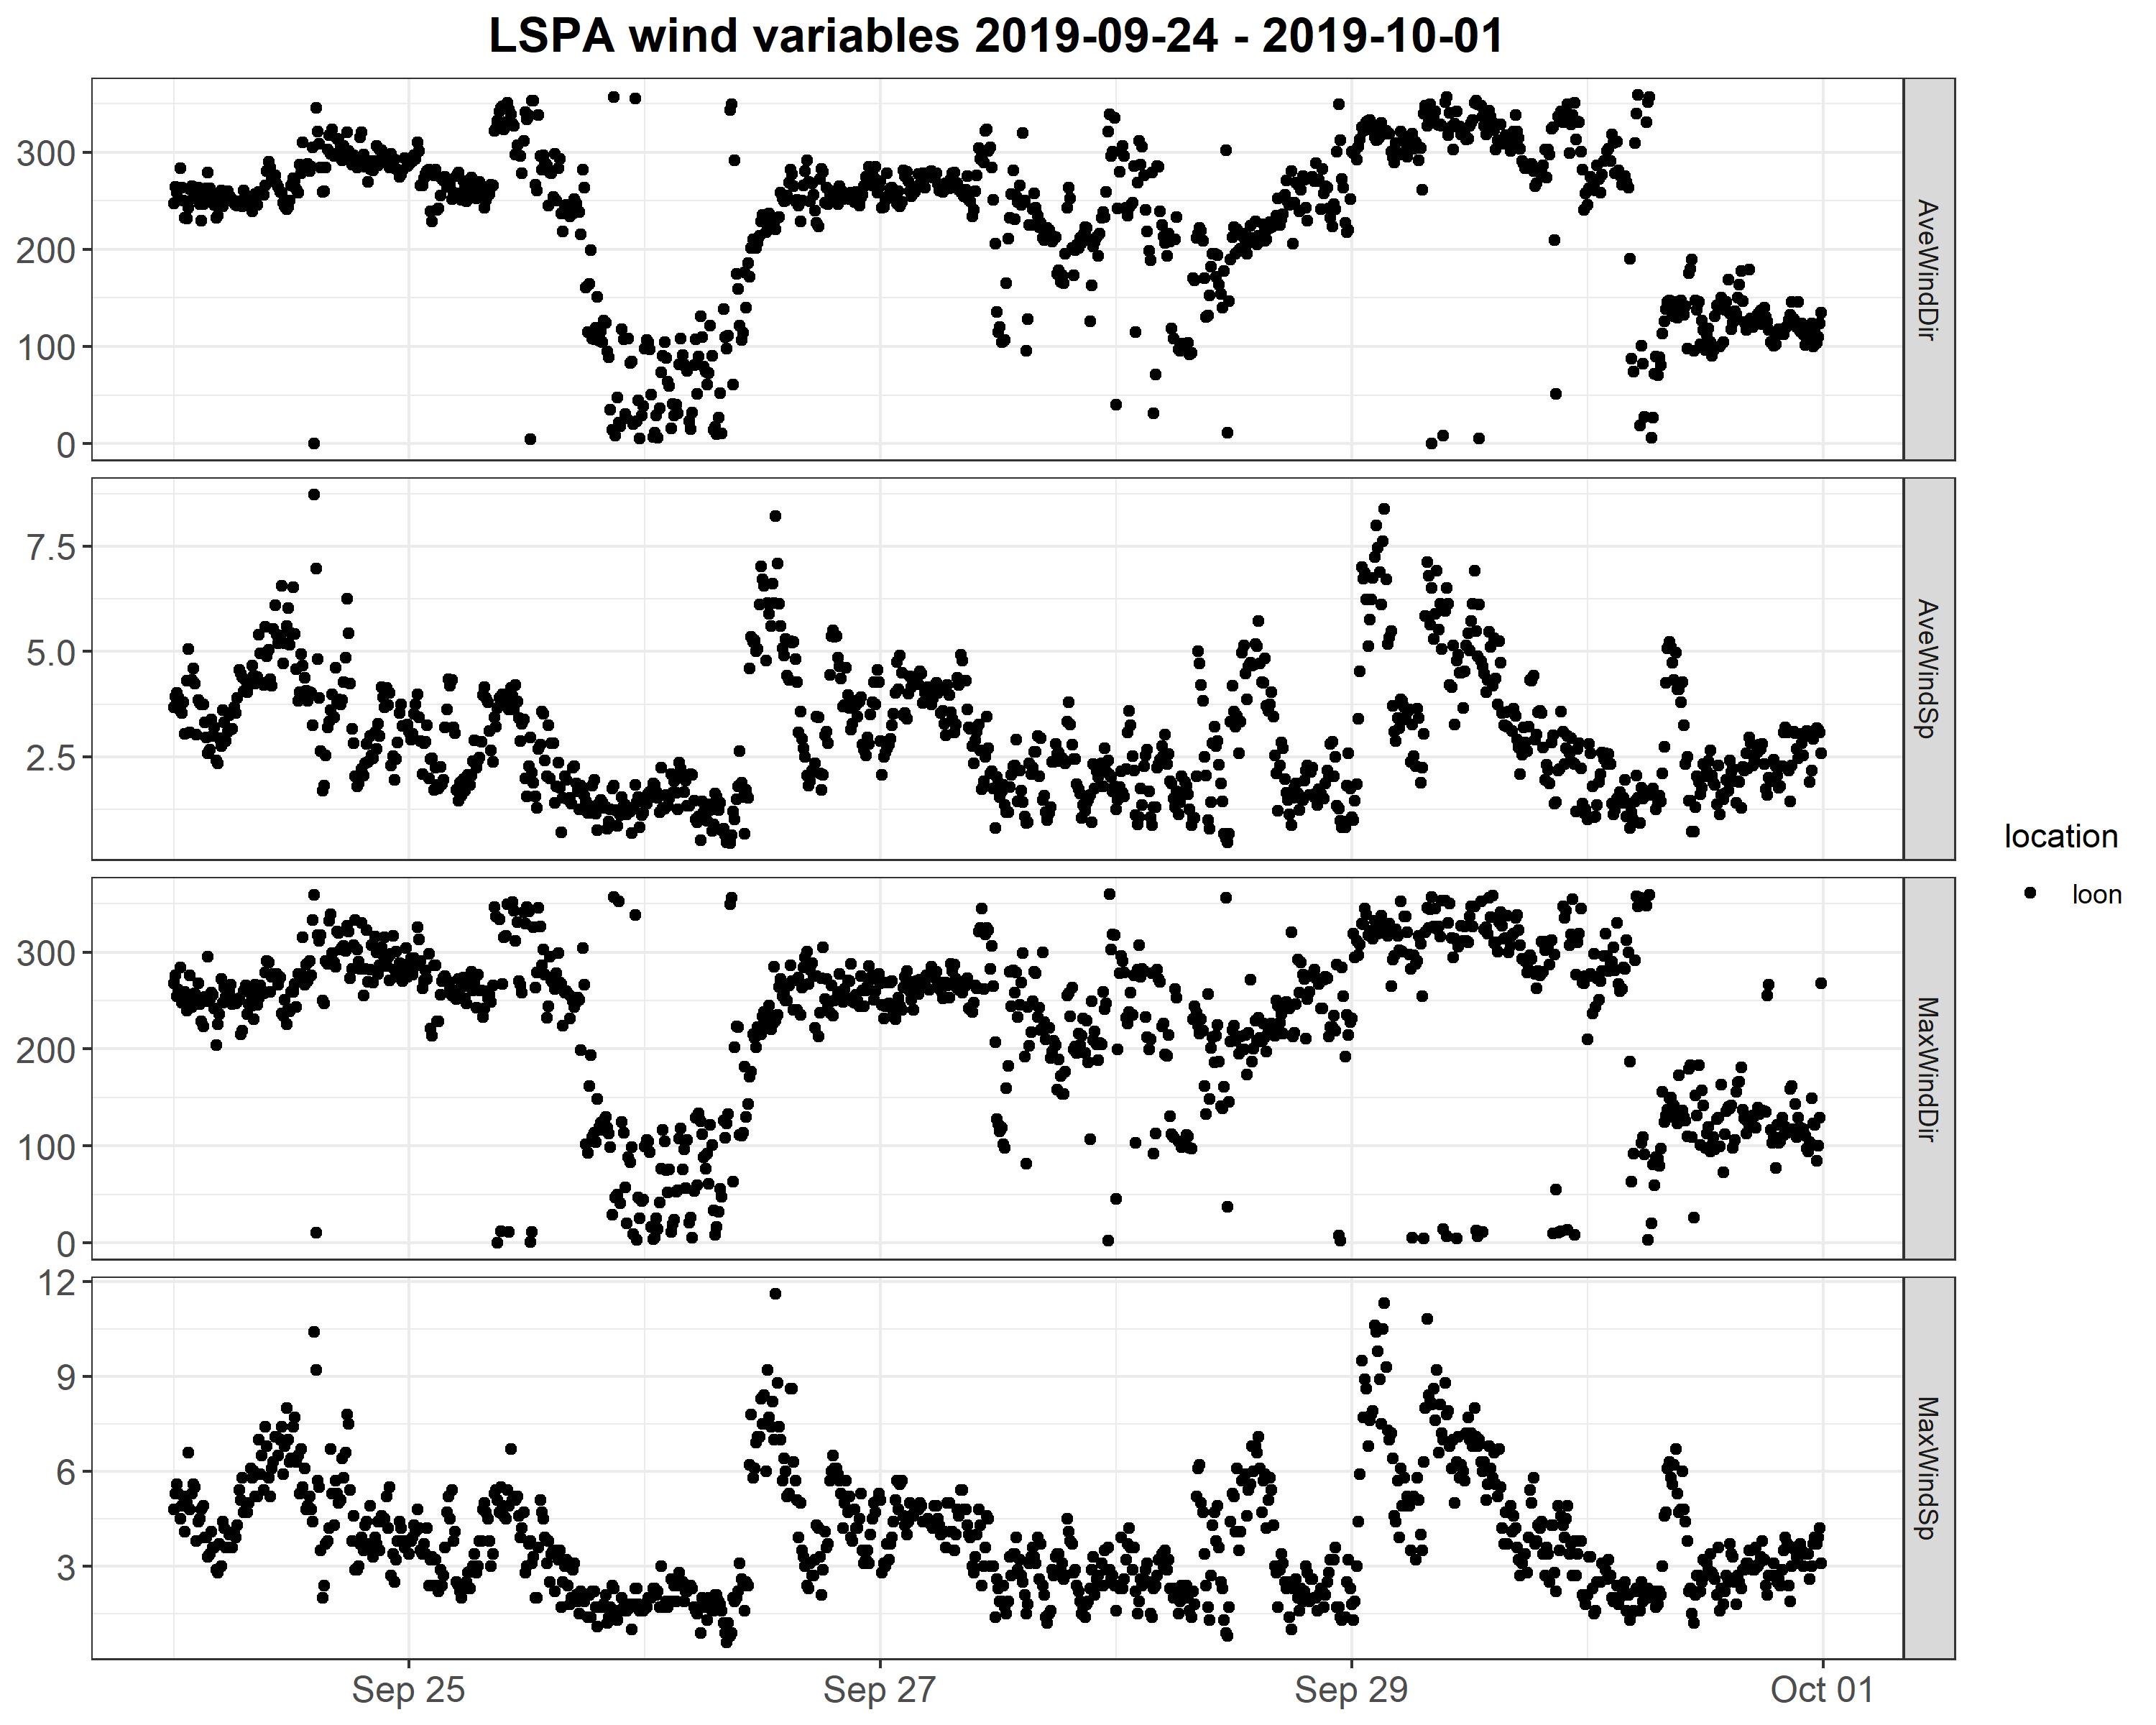 LSPA wind variables 2019-09-24 - 2019-10-01
300
200
100
0
AveWindDir
7.5
5.0
2.5
AveWindSp
location
loon
300
200
100
0
MaxWindDir
12
9
6
3
MaxWindSp
Sep 25 Sep 27 Sep 29 Oct 01